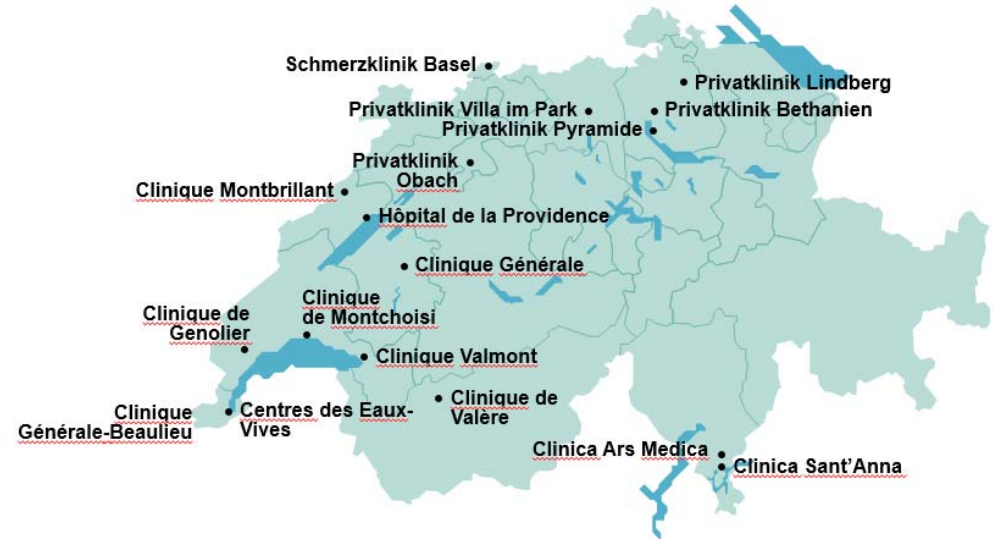 Schmerzklinik Basel
Privatklinik Lindberg
Privatklinik Villa im Park
Privatklinik Bethanien
Privatklinik Pyramide
Privatklinik
Obach
Clinique Montbrillant
Hôpital de la Providence
Clinique Générale
Clinique
de Montchoisi
Clinique de
Genolier
Clinique Valmont
Clinique de
Valère
Clinique
Générale-Beaulieu
Centres des Eaux-
Vives
Clinica Ars Medica
Clinica Sant’Anna